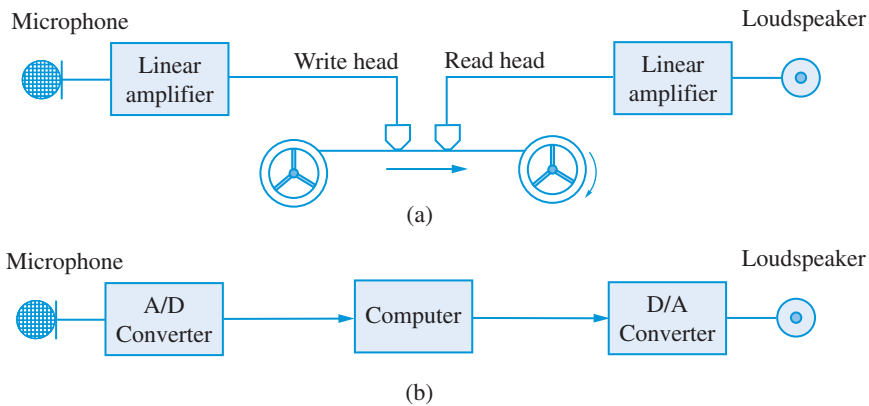 Microphone
Loudspeaker
Linear
amplifier
Write head
Read head
Linear
amplifier
(a)
Microphone
Loudspeaker
A/D
Converter
Computer
D/A
Converter
(b)